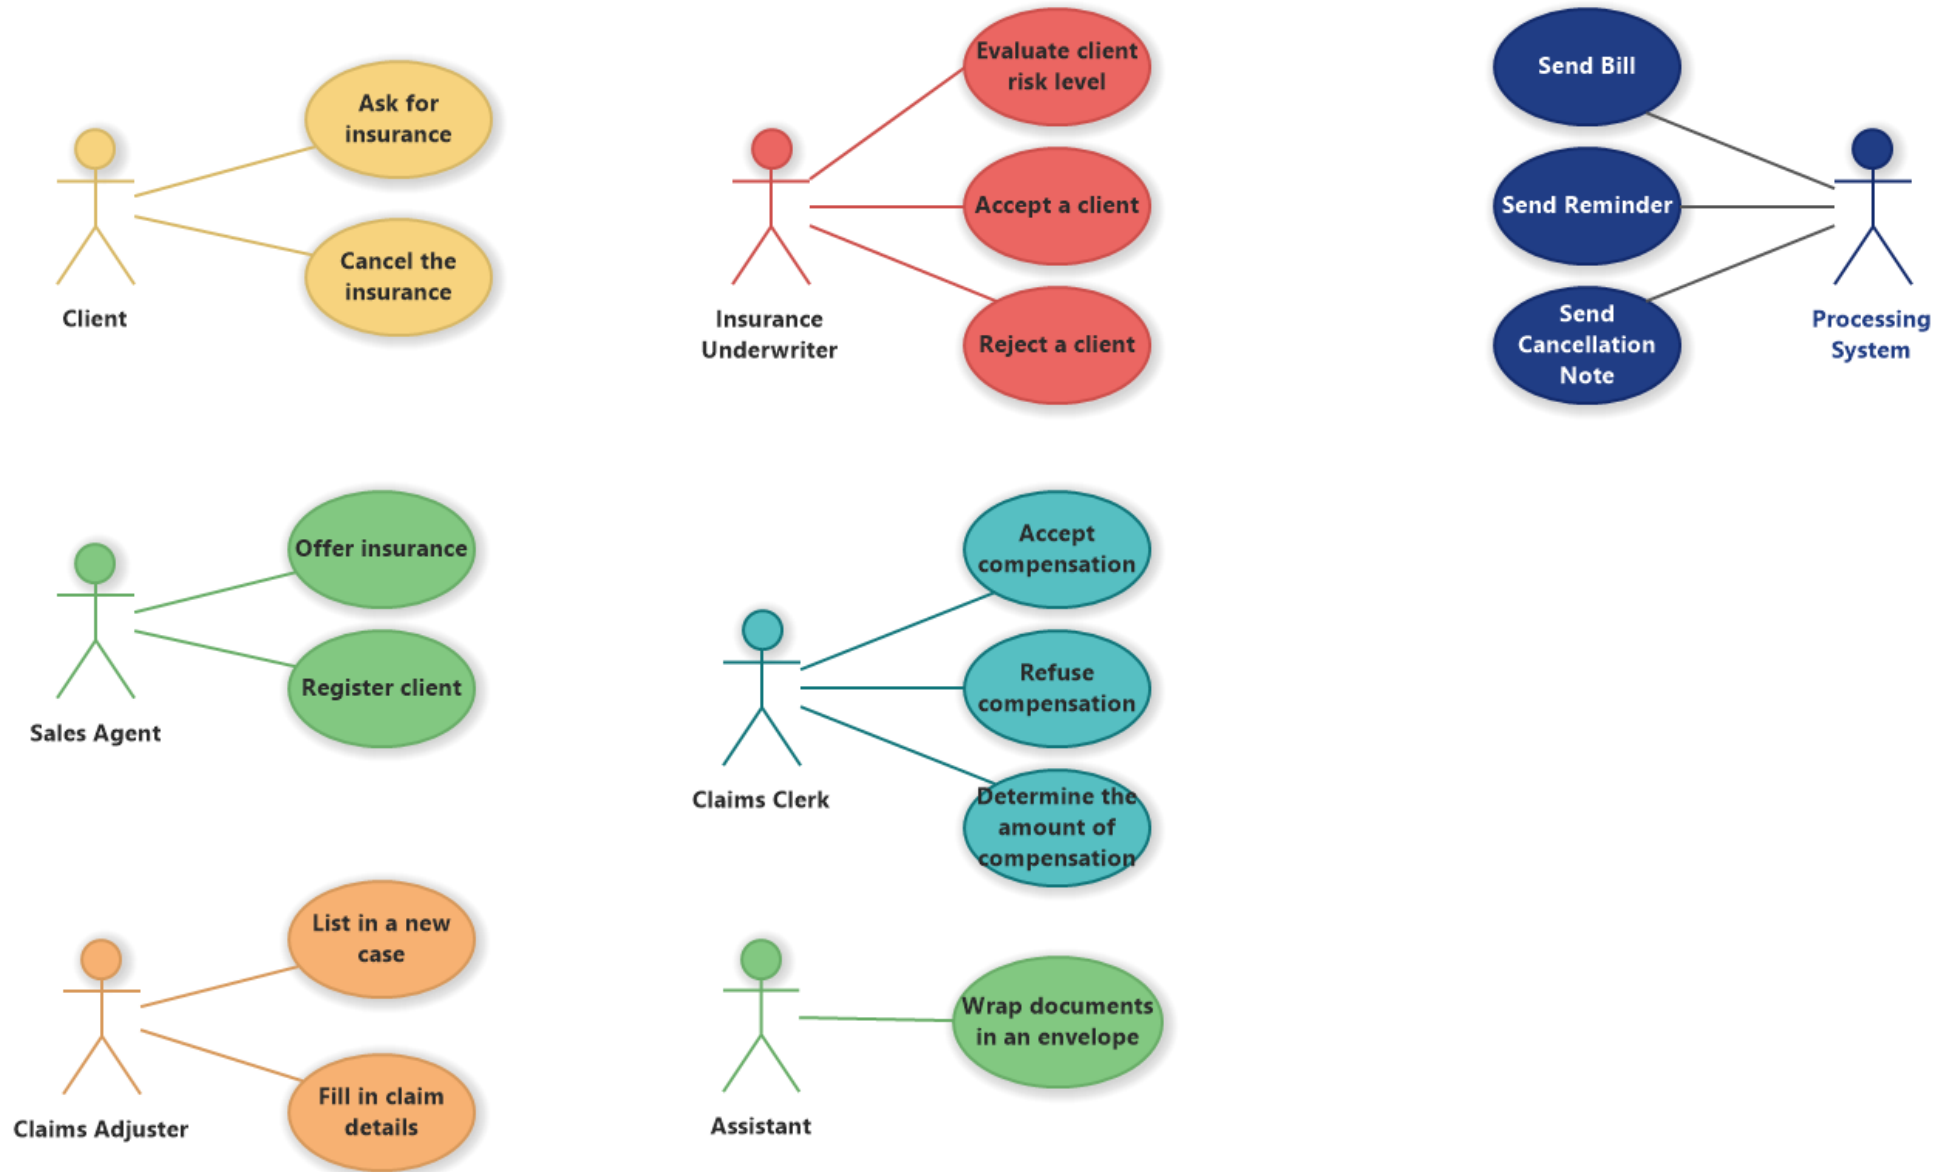 Ask for
insurance
Cancel the
insurance
Client
Evaluate client
risk level
Accept a client
Reject a client
Insurance
Underwriter
Send Bill
Send Reminder
Send
Cancellation
Note
Processing
System
Offer insurance
Register client
Sales Agent
Accept
compensation
Refuse
compensation
Determine the
amount of
compensation
Claims Clerk
List in a new
case
Fill in claim
details
Claims Adjuster
Wrap documents
in an envelope
Assistant